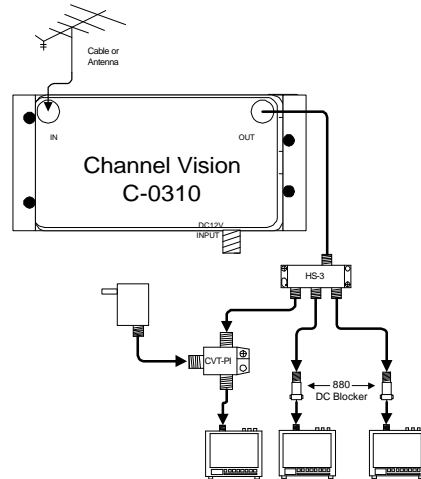 Cable or
Antenna
IN
OUT
Channel Vision
C-0310
DC12V
INPUT
HS-3
CVT-PI
880
DC Blocker